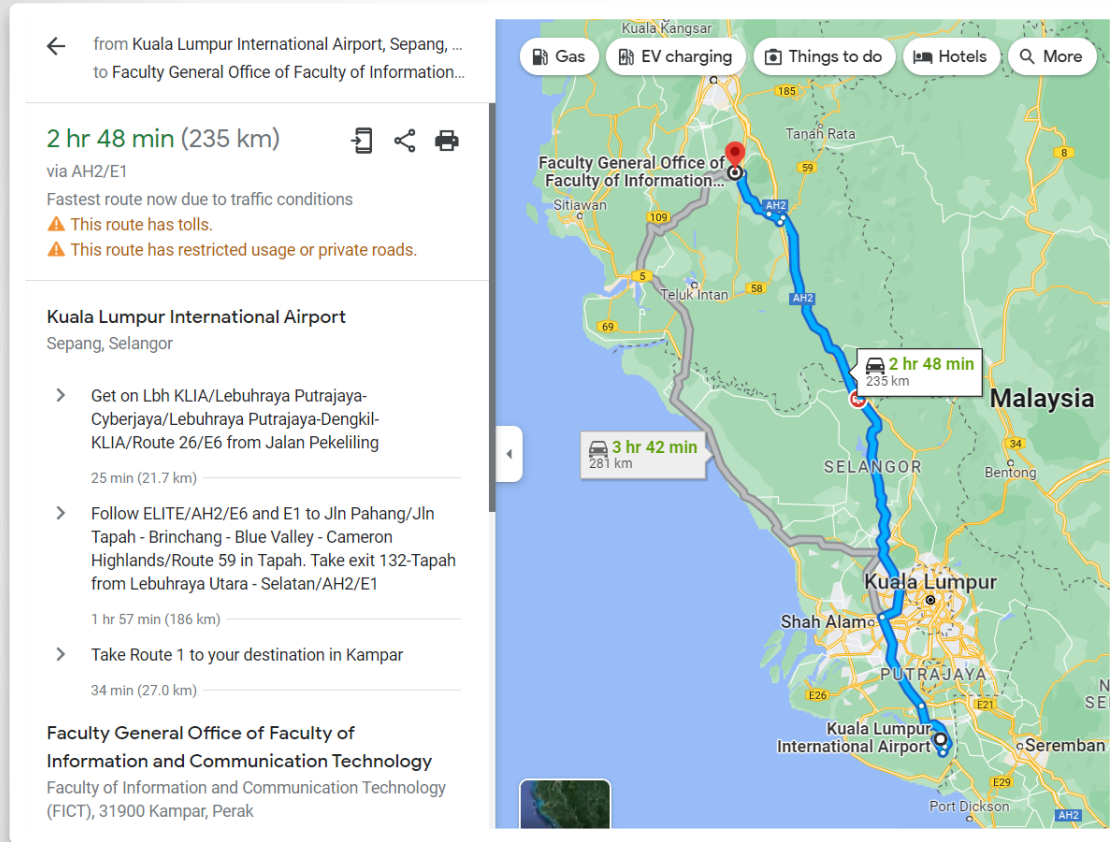 from Kuala Lumpur International Airport, Sepang, ...
to Faculty General Office of Faculty of Information...
2 hr 48 min (235 km)
via AH2/E1
Fastest route now due to traffic conditions
This route has tolls.
This route has restricted usage or private roads.
Kuala Lumpur International Airport
Sepang, Selangor
Get on Lbh KLIA/Lebuhraya Putrajaya-
Cyberjaya/Lebuhraya Putrajaya-Dengkil-
KLIA/Route 26/E6 from Jalan Pekeliling
25 min (21.7 km)
Follow ELITE/AH2/E6 and E1 to Jln Pahang/Jln
Tapah - Brinchang - Blue Valley - Cameron
Highlands/Route 59 in Tapah. Take exit 132-Tapah
from Lebuhraya Utara - Selatan/AH2/E1
1 hr 57 min (186 km)
Take Route 1 to your destination in Kampar
34 min (27.0 km)
Faculty General Office of Faculty of
Information and Communication Technology
Faculty of Information and Communication Technology
(FICT), 31900 Kampar, Perak
Kuala Kangsar
Gas
EV charging
Things to do
Hotels
More
185
Tanah Rata
8
Faculty General Office of
Faculty of Information...
59
Sitiawan
AH2
109
5
Teluk Intan
58
AH2
69
2 hr 48 min
235 km
Malaysia
3 hr 42 min
281 km
34
SELANGOR
Bentong
Kuala Lumpur
Shah Alam
PUTRAJAYA
E26
E21
N
SE
Kuala Lumpur
International Airport
Seremban
E29
Port Dickson
AH2